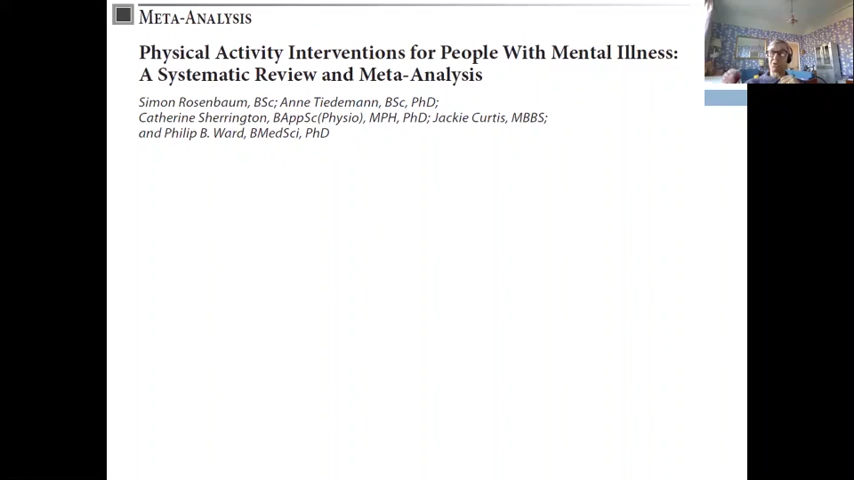 META-ANALYSIS
Physical Activity Interventions for People With Mental Illness:
A Systematic Review and Meta-Analysis
Simon Rosenbaum, BSc; Anne Tiedemann, BSc, PhD;
Catherine Sherrington, BAppSc(Physio), MPH, PhD; Jackie Curtis, MBBS;
and Philip B. Ward, BMedSci, PhD